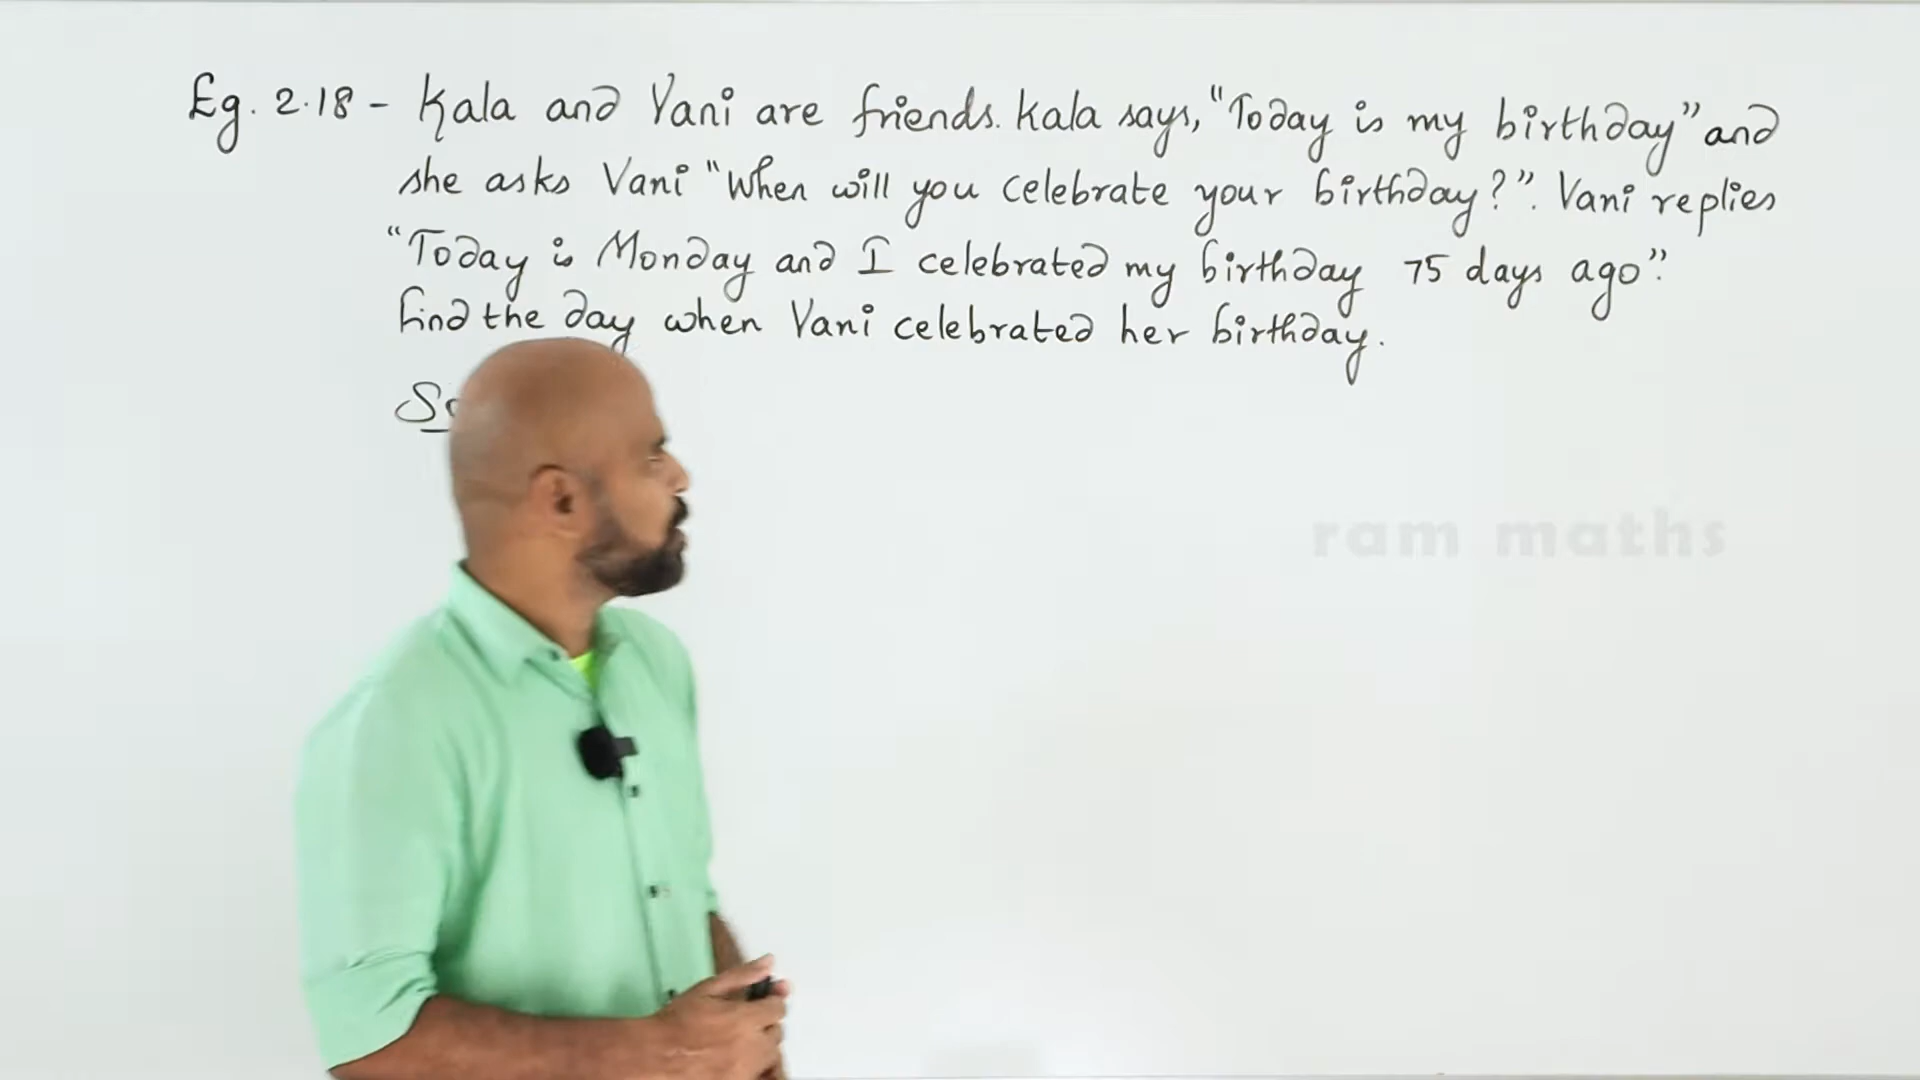 Eg. 2.18 - Kala and Vani are friends. Kala says, "Today is my birthday" and
she asks Vani "When will you celebrate your birthday?". Vani replies
"Today is Monday and I celebrated my birthday 75 days ago".
Find the day when Vani celebrated her birthday.
ram maths